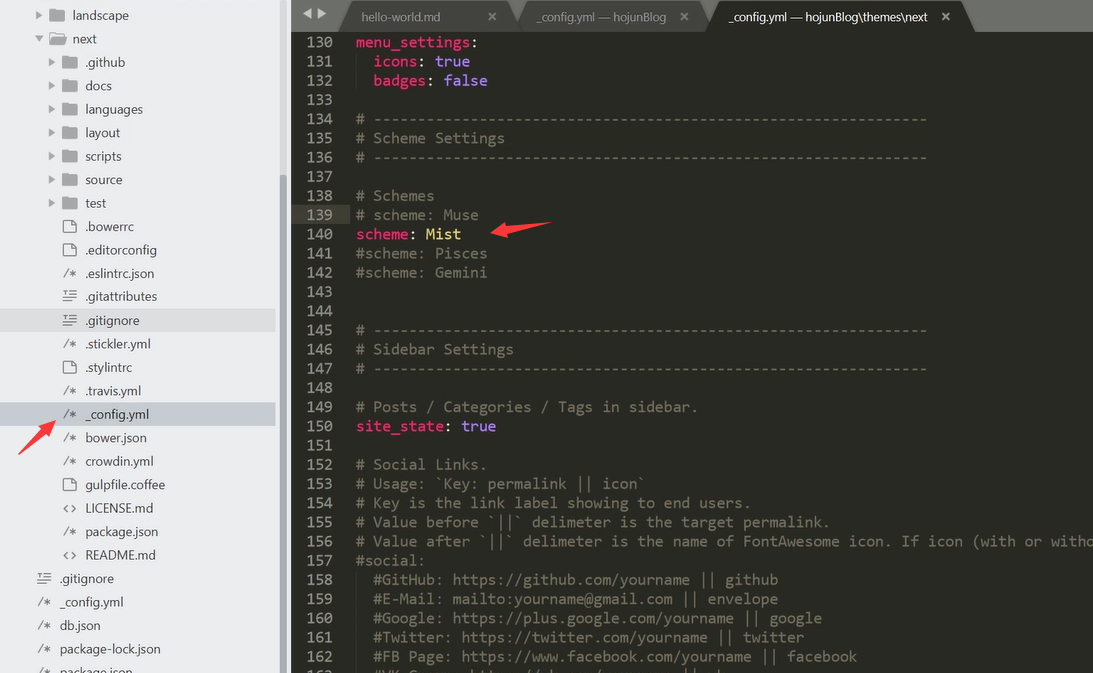 landscape
next
.github
docs
languages
layout
scripts
source
test
.bowerrc
.editorconfig
.eslintrc.json
.gitattributes
.gitignore
.stickler.yml
.stylintrc
.travis.yml
_config.yml
bower.json
crowdin.yml
gulpfile.coffee
LICENSE.md
package.json
README.md
.gitignore
_config.yml
db.json
package-lock.json
package.json
hello-world.md ×
_config.yml — hojunBlog ×
_config.yml — hojunBlog\themes\next ×
130 menu_settings:
131   icons: true
132   badges: false
133
134 # ---------------------------------------------------------------
135 # Scheme Settings
136 # ---------------------------------------------------------------
137
138 # Schemes
139 # scheme: Muse
140 scheme: Mist
141 #scheme: Pisces
142 #scheme: Gemini
143
144
145 # ---------------------------------------------------------------
146 # Sidebar Settings
147 # ---------------------------------------------------------------
148
149 # Posts / Categories / Tags in sidebar.
150 site_state: true
151
152 # Social Links.
153 # Usage: `Key: permalink || icon`
154 # Key is the link label showing to end users.
155 # Value before `||` delimeter is the target permalink.
156 # Value after `||` delimeter is the name of FontAwesome icon. If icon (with or witho
157 #social:
158   #GitHub: https://github.com/yourname || github
159   #E-Mail: mailto:yourname@gmail.com || envelope
160   #Google: https://plus.google.com/yourname || google
161   #Twitter: https://twitter.com/yourname || twitter
162   #FB Page: https://www.facebook.com/yourname || facebook